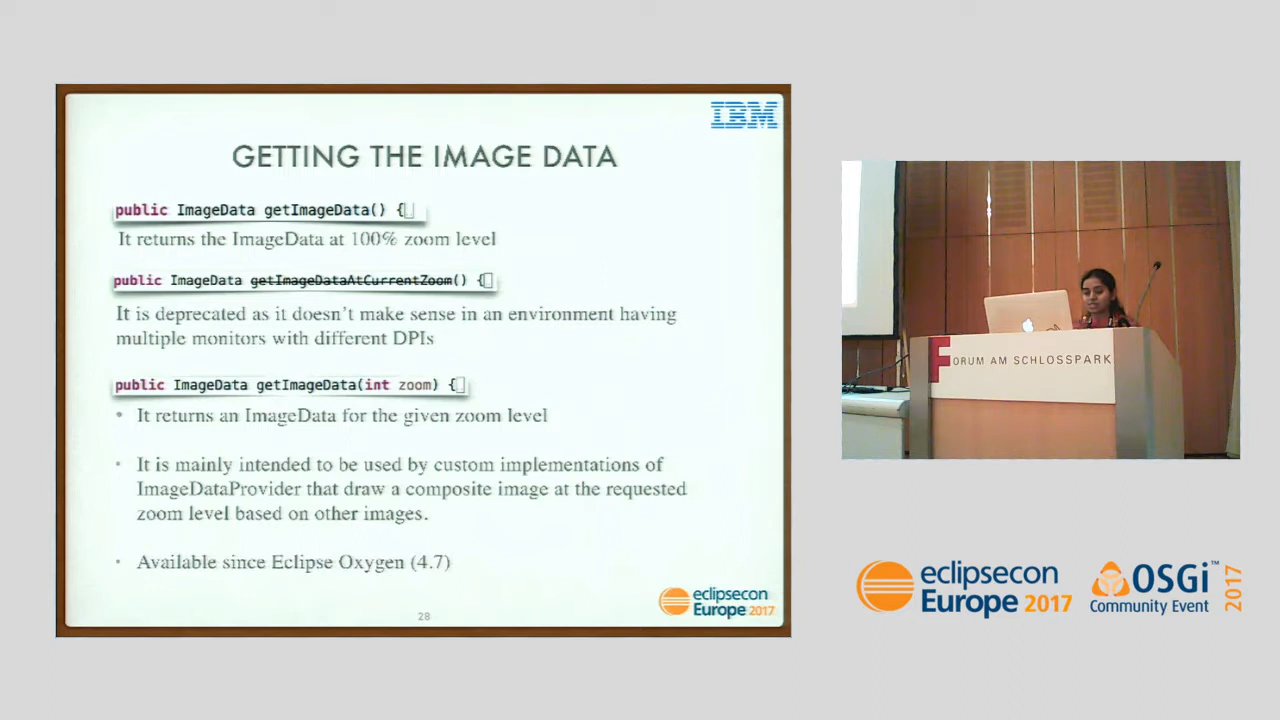 IBM
GETTING THE IMAGE DATA
public ImageData getImageData() {
It returns the ImageData at 100% zoom level
public ImageData getImageDataAtCurrentZoom() {
It is deprecated as it doesn't make sense in an environment having
multiple monitors with different DPIs
public ImageData getImageData(int zoom) {
• It returns an ImageData for the given zoom level
• It is mainly intended to be used by custom implementations of
ImageDataProvider that draw a composite image at the requested
zoom level based on other images.
• Available since Eclipse Oxygen (4.7)
28
eclipsecon
Europe 2017
FORUM AM SCHLOSSPARK
eclipsecon
Europe 2017
OSGi™
Community Event
2017